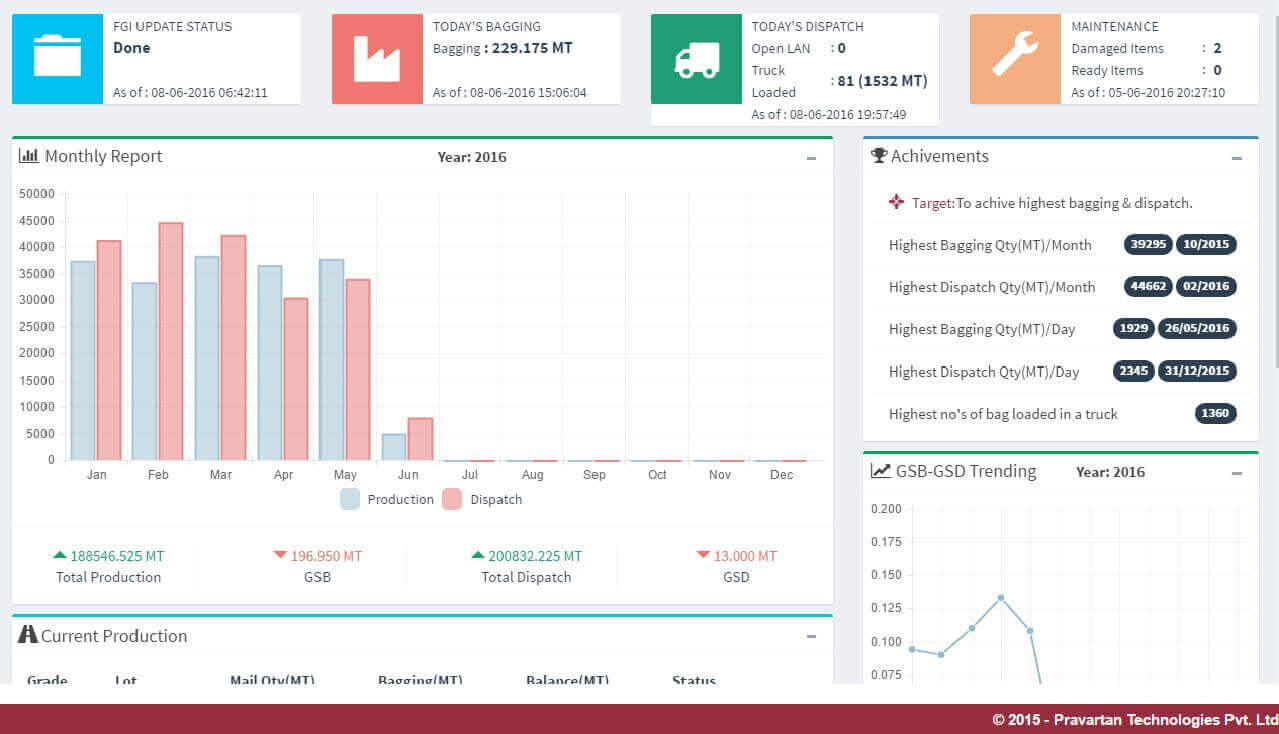 FGI UPDATE STATUS
Done
As of : 08-06-2016 06:42:11
TODAY'S BAGGING
Bagging : 229.175 MT
As of : 08-06-2016 15:06:04
TODAY'S DISPATCH
Open LAN : 0
Truck Loaded : 81 (1532 MT)
As of : 08-06-2016 19:57:49
MAINTENANCE
Damaged Items : 2
Ready Items : 0
As of : 05-06-2016 20:27:10
Monthly Report Year: 2016
50000
45000
40000
35000
30000
25000
20000
15000
10000
5000
0
Jan Feb Mar Apr May Jun Jul Aug Sep Oct Nov Dec
Production Dispatch
188546.525 MT
Total Production
196.950 MT
GSB
200832.225 MT
Total Dispatch
13.000 MT
GSD
Current Production
Grade Lot Mail Qty(MT) Bagging(MT) Balance(MT) Status
Achivements
Target:To achive highest bagging & dispatch.
Highest Bagging Qty(MT)/Month 39295 10/2015
Highest Dispatch Qty(MT)/Month 44662 02/2016
Highest Bagging Qty(MT)/Day 1929 26/05/2016
Highest Dispatch Qty(MT)/Day 2345 31/12/2015
Highest no's of bag loaded in a truck 1360
GSB-GSD Trending Year: 2016
0.200
0.175
0.150
0.125
0.100
0.075
© 2015 - Pravartan Technologies Pvt. Ltd